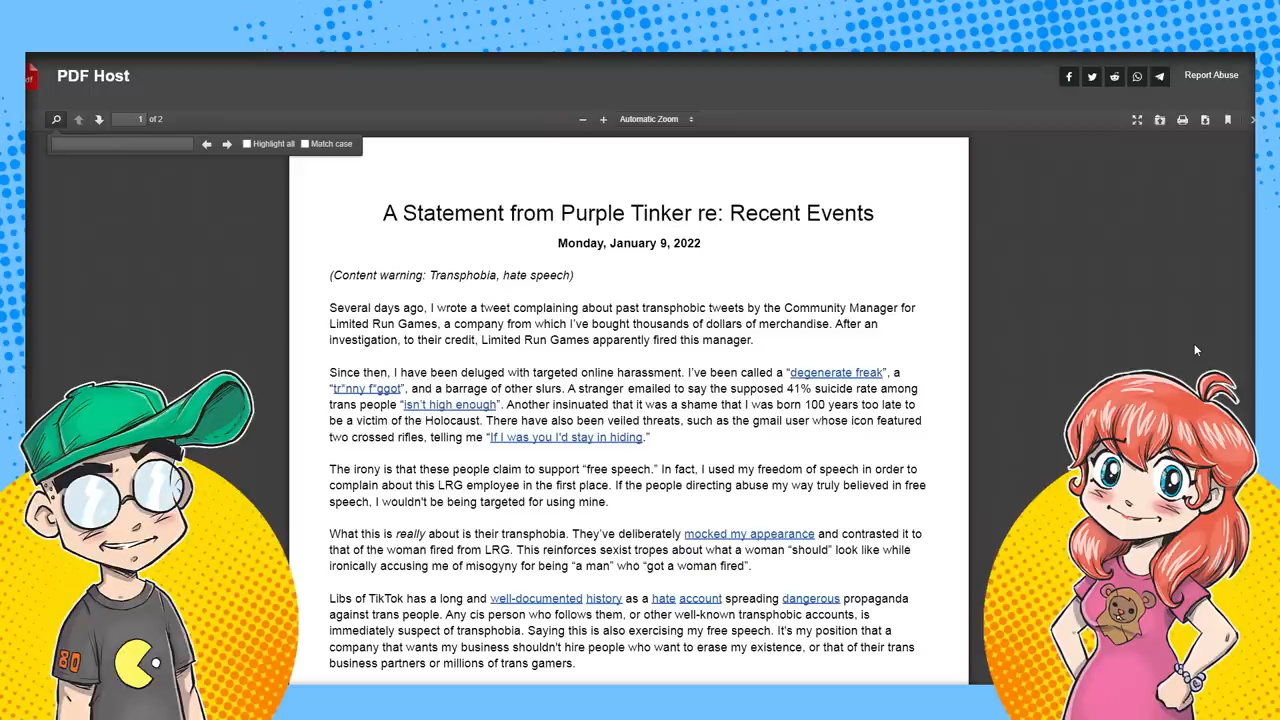 PDF Host
Report Abuse
1 of 2
Automatic Zoom
Highlight all Match case
A Statement from Purple Tinker re: Recent Events
Monday, January 9, 2022
(Content warning: Transphobia, hate speech)
Several days ago, I wrote a tweet complaining about past transphobic tweets by the Community Manager for
Limited Run Games, a company from which I've bought thousands of dollars of merchandise. After an
investigation, to their credit, Limited Run Games apparently fired this manager.
Since then, I have been deluged with targeted online harassment. I've been called a “degenerate freak”, a
“tr*nny f*ggot”, and a barrage of other slurs. A stranger emailed to say the supposed 41% suicide rate among
trans people “isn't high enough”. Another insinuated that it was a shame that I was born 100 years too late to
be a victim of the Holocaust. There have also been veiled threats, such as the gmail user whose icon featured
two crossed rifles, telling me “If I was you I'd stay in hiding.”
The irony is that these people claim to support “free speech.” In fact, I used my freedom of speech in order to
complain about this LRG employee in the first place. If the people directing abuse my way truly believed in free
speech, I wouldn't be being targeted for using mine.
What this is really about is their transphobia. They've deliberately mocked my appearance and contrasted it to
that of the woman fired from LRG. This reinforces sexist tropes about what a woman “should” look like while
ironically accusing me of misogyny for being “a man” who “got a woman fired”.
Libs of TikTok has a long and well-documented history as a hate account spreading dangerous propaganda
against trans people. Any cis person who follows them, or other well-known transphobic accounts, is
immediately suspect of transphobia. Saying this is also exercising my free speech. It's my position that a
company that wants my business shouldn't hire people who want to erase my existence, or that of their trans
business partners or millions of trans gamers.
80